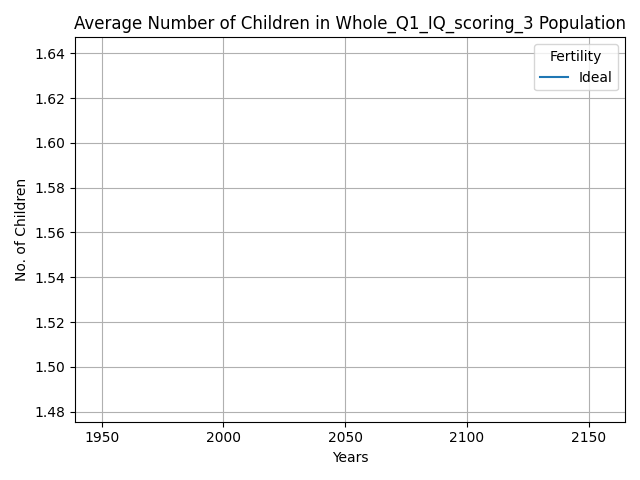 Average Number of Children in Whole_Q1_IQ_scoring_3 Population
1.64
1.62
1.60
1.58
1.56
1.54
1.52
1.50
1.48
No. of Children
Fertility
Ideal
1950
2000
2050
2100
2150
Years